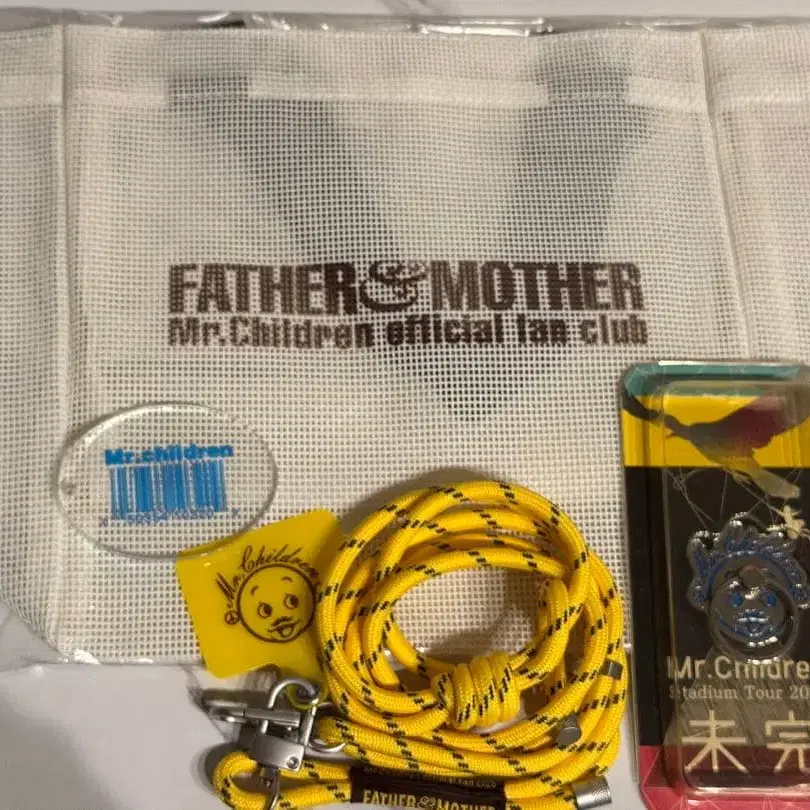 FATHER&MOTHER
Mr.Children official fan club
Mr.children
Mr.Children
Mr.Childre
Stadium Tour 20
未完
FATHER&MOTHER